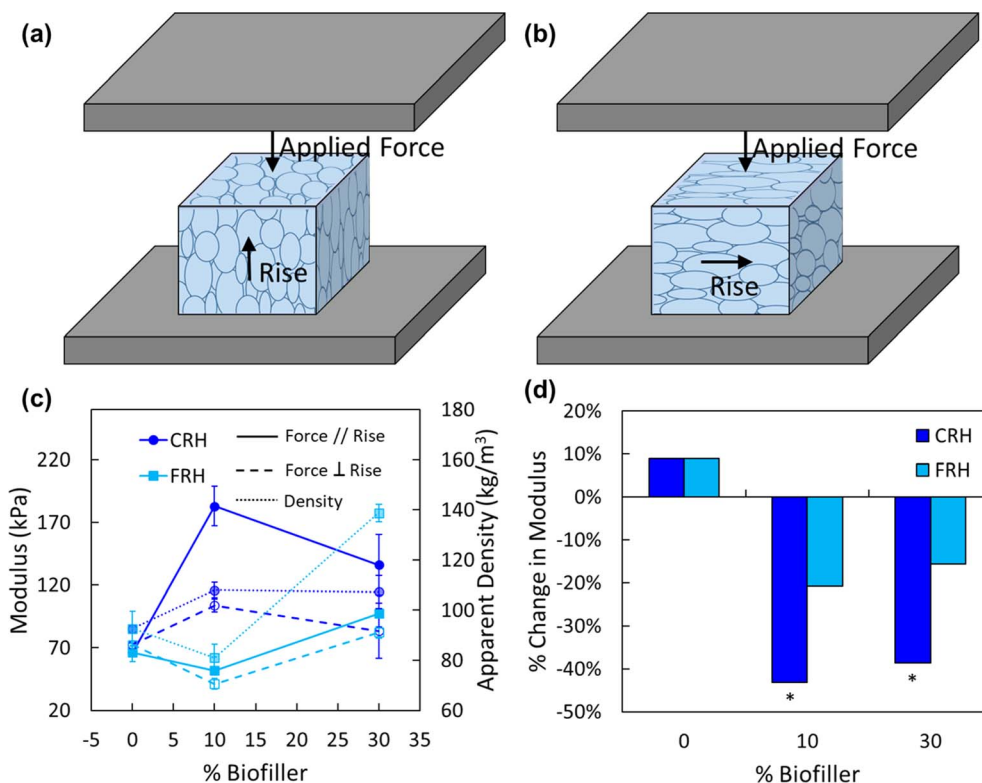 (a)
Applied Force
Rise
(b)
Applied Force
Rise
(c)
Modulus (kPa)
220
170
120
70
20
CRH
FRH
Force // Rise
Force ⊥ Rise
Density
180
160
140
120
100
80
60
Apparent Density (kg/m³)
-5 0 5 10 15 20 25 30 35
% Biofiller
(d)
% Change in Modulus
20%
10%
0%
-10%
-20%
-30%
-40%
-50%
CRH
FRH
* *
0 10 30
% Biofiller